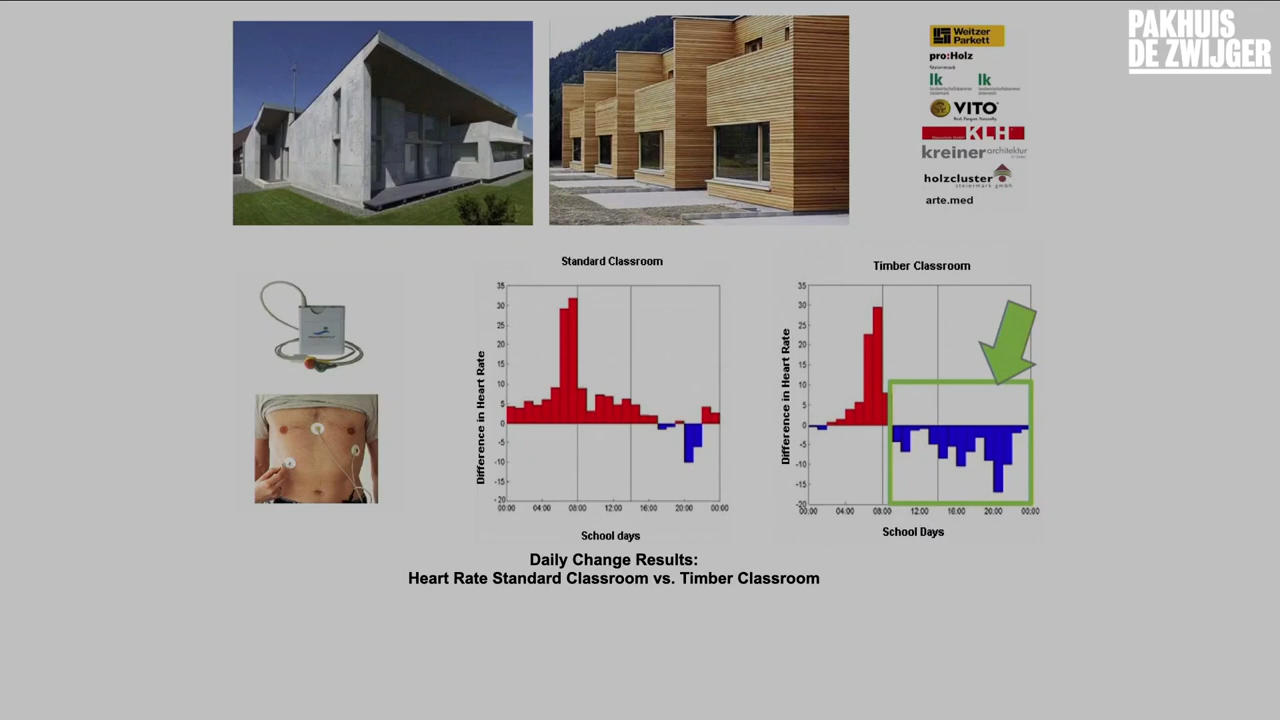 PAKHUIS
DE ZWIJGER
Weitzer
Parkett
pro:Holz
Steiermark
lk lk
VITO
KLH
kreiner architektur
holzcluster
steiermark gmbh
arte.med
Standard Classroom
Difference in Heart Rate
35
30
25
20
15
10
5
0
-5
-10
-15
-20
00:00 04:00 08:00 12:00 16:00 20:00 00:00
School days
Timber Classroom
Difference in Heart Rate
35
30
25
20
15
10
5
0
-5
-10
-15
-20
00:00 04:00 08:00 12:00 16:00 20:00 00:00
School Days
Daily Change Results:
Heart Rate Standard Classroom vs. Timber Classroom